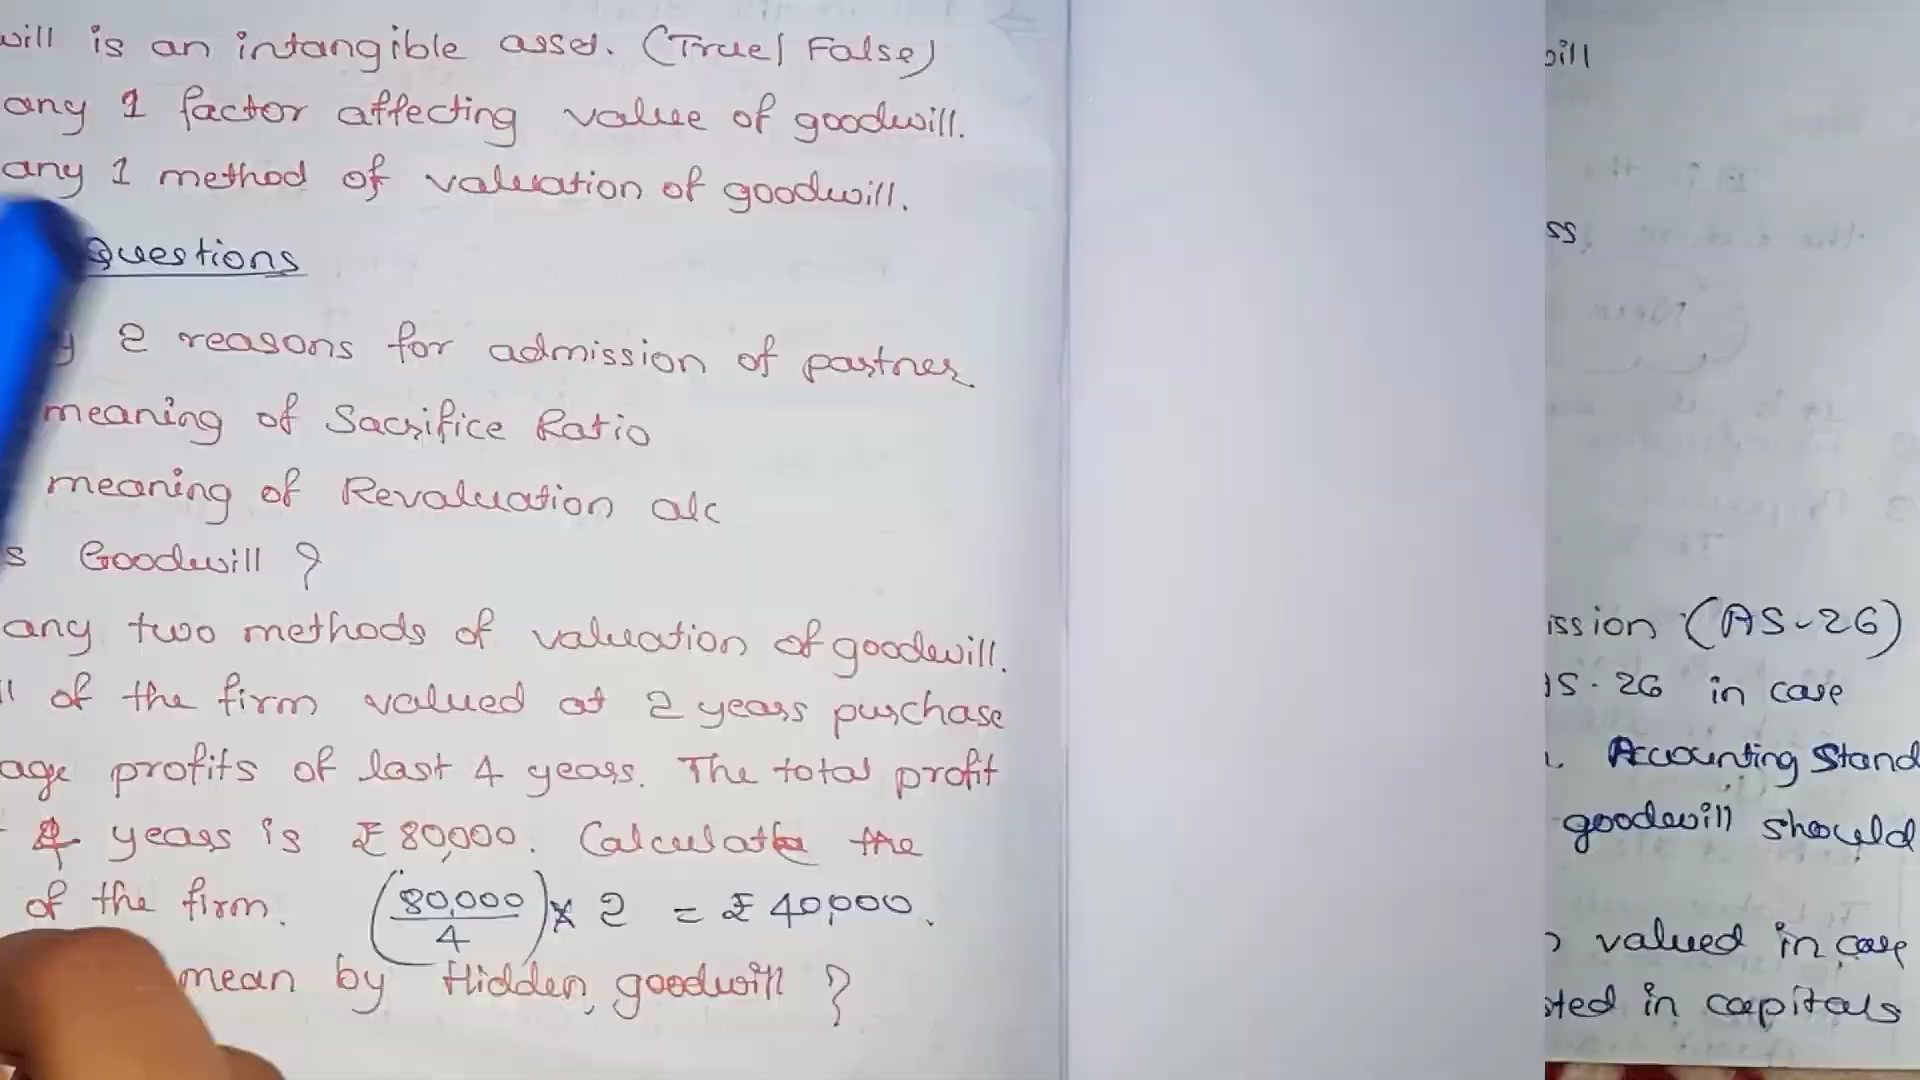 will is an intangible asset. (True/ False)
any 1 factor affecting value of goodwill.
any 1 method of valuation of goodwill.
Questions
y 2 reasons for admission of partner
meaning of Sacrifice Ratio
meaning of Revaluation a/c
s Goodwill ?
any two methods of valuation of goodwill.
ll of the firm valued at 2 years purchase
age profits of last 4 years. The total profit
4 years is ₹ 80,000. Calculate the
of the firm. (80,000/4) x 2 = ₹ 40,000.
mean by Hidden goodwill ?
will
ss
ission (AS-26)
AS-26 in case
Accounting Stand
goodwill should
valued in case
sted in capitals